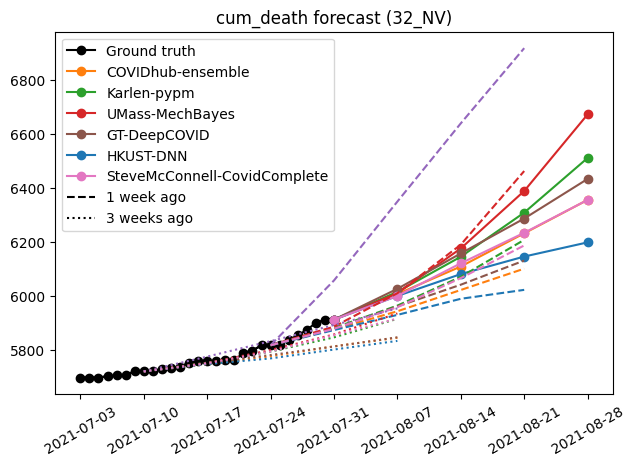 cum_death forecast (32_NV)
Ground truth
COVIDhub-ensemble
Karlen-pypm
UMass-MechBayes
GT-DeepCOVID
HKUST-DNN
SteveMcConnell-CovidComplete
1 week ago
3 weeks ago
6800
6600
6400
6200
6000
5800
2021-07-03
2021-07-10
2021-07-17
2021-07-24
2021-07-31
2021-08-07
2021-08-14
2021-08-21
2021-08-28